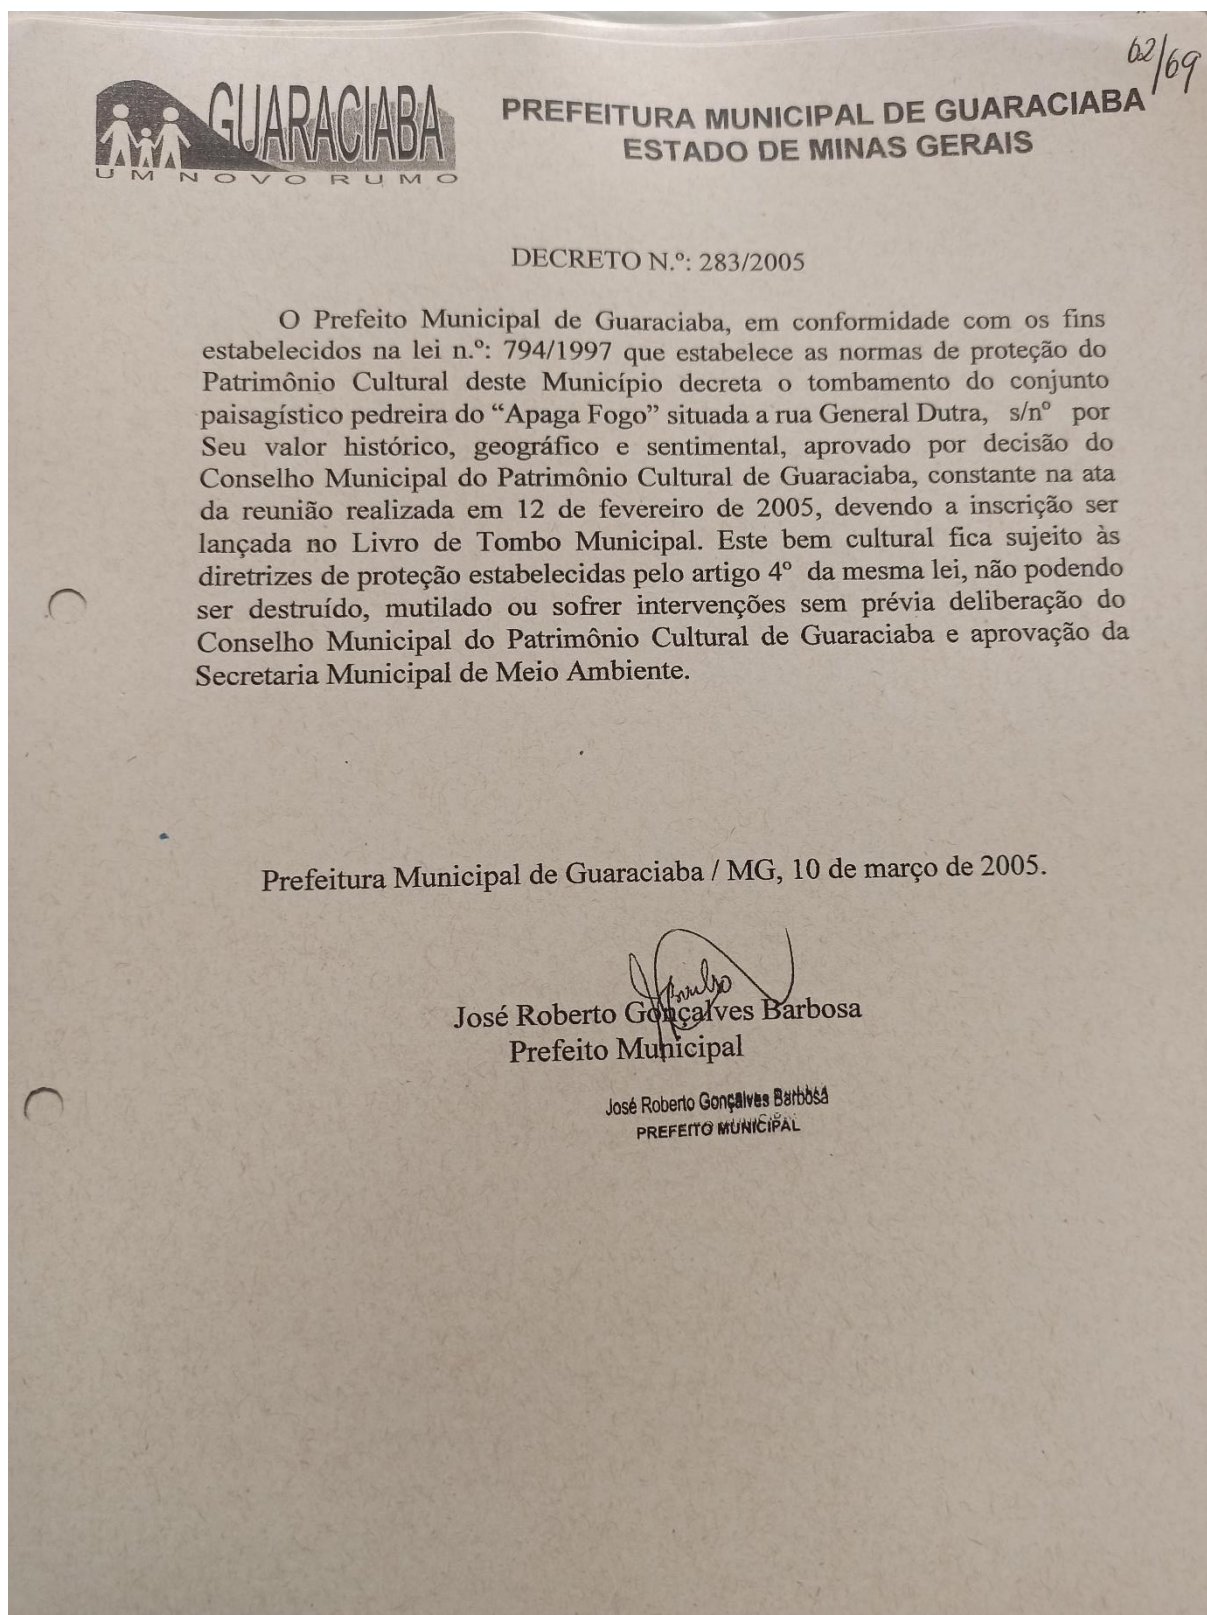 62/69
GUARACIABA
UM NOVO RUMO
PREFEITURA MUNICIPAL DE GUARACIABA
ESTADO DE MINAS GERAIS
DECRETO N.º: 283/2005
O Prefeito Municipal de Guaraciaba, em conformidade com os fins
estabelecidos na lei n.º: 794/1997 que estabelece as normas de proteção do
Patrimônio Cultural deste Município decreta o tombamento do conjunto
paisagístico pedreira do “Apaga Fogo” situada a rua General Dutra, s/nº por
Seu valor histórico, geográfico e sentimental, aprovado por decisão do
Conselho Municipal do Patrimônio Cultural de Guaraciaba, constante na ata
da reunião realizada em 12 de fevereiro de 2005, devendo a inscrição ser
lançada no Livro de Tombo Municipal. Este bem cultural fica sujeito às
diretrizes de proteção estabelecidas pelo artigo 4º da mesma lei, não podendo
ser destruído, mutilado ou sofrer intervenções sem prévia deliberação do
Conselho Municipal do Patrimônio Cultural de Guaraciaba e aprovação da
Secretaria Municipal de Meio Ambiente.
Prefeitura Municipal de Guaraciaba / MG, 10 de março de 2005.
José Roberto Gonçalves Barbosa
Prefeito Municipal
José Roberto Gonçalves Barbosa
PREFEITO MUNICIPAL